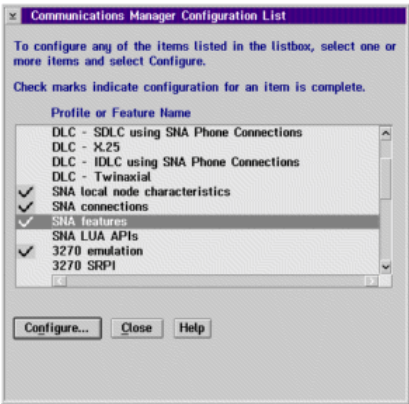 Communications Manager Configuration List
To configure any of the items listed in the listbox, select one or
more items and select Configure.
Check marks indicate configuration for an item is complete.
Profile or Feature Name
DLC - SDLC using SNA Phone Connections
DLC - X.25
DLC - IDLC using SNA Phone Connections
DLC - Twinaxial
SNA local node characteristics
SNA connections
SNA features
SNA LUA APIs
3270 emulation
3270 SRPI
Configure... Close Help